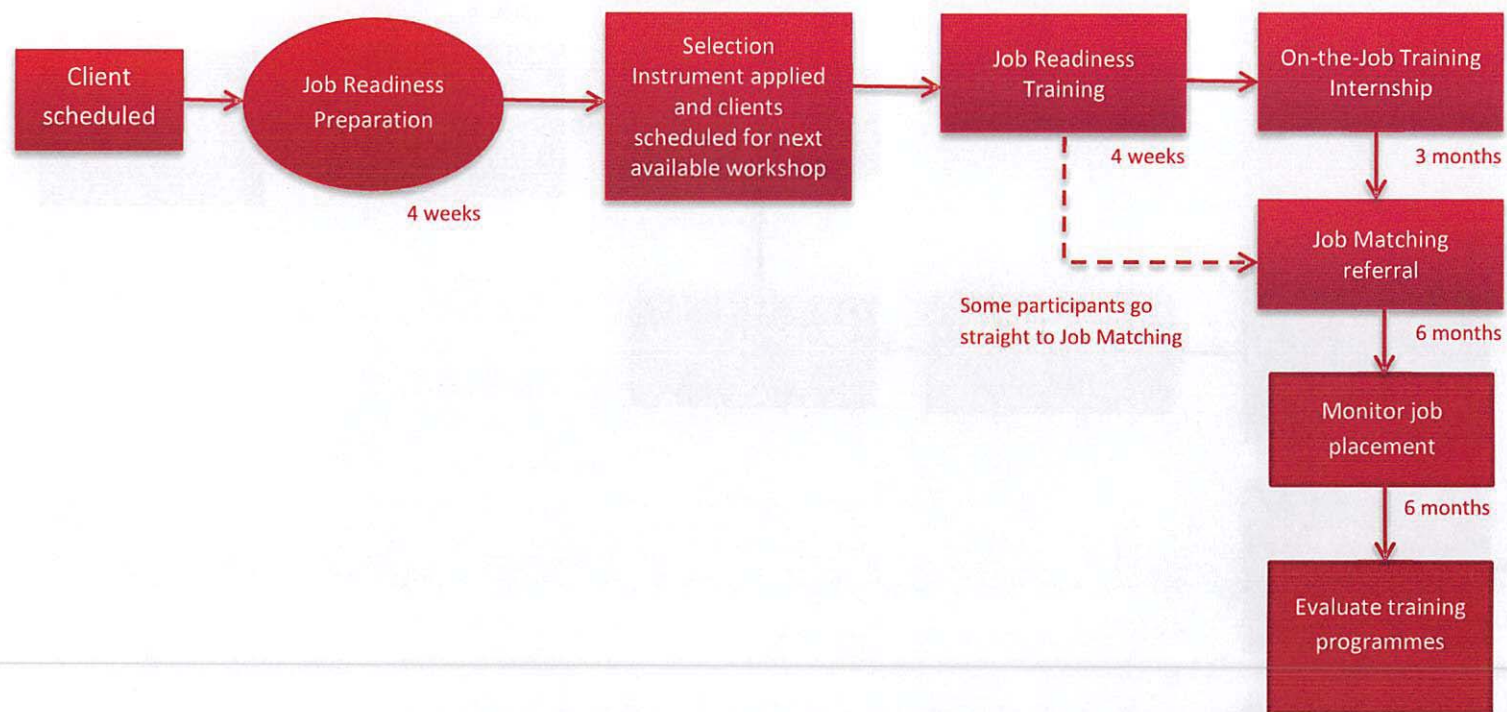 Client
scheduled
Job Readiness
Preparation
4 weeks
Selection
Instrument applied
and clients
scheduled for next
available workshop
Job Readiness
Training
4 weeks
On-the-Job Training
Internship
3 months
Some participants go
straight to Job Matching
Job Matching
referral
6 months
Monitor job
placement
6 months
Evaluate training
programmes